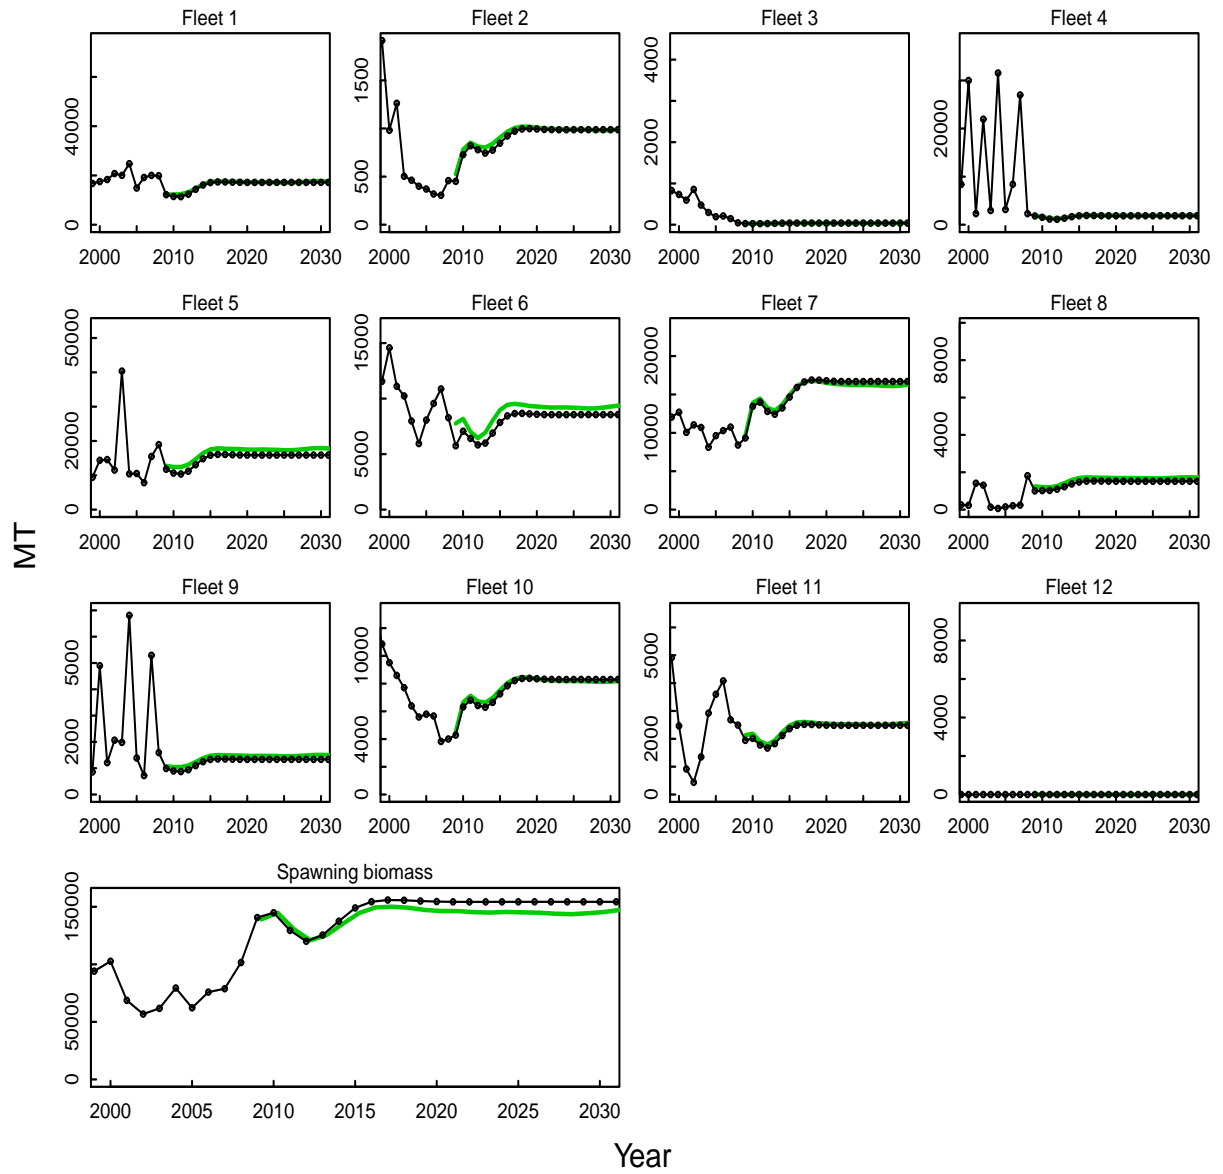 Fleet 1
0 40000
2000 2010 2020 2030
Fleet 2
0 500 1500
2000 2010 2020 2030
Fleet 3
0 2000 4000
2000 2010 2020 2030
Fleet 4
0 20000
2000 2010 2020 2030
Fleet 5
0 20000 50000
2000 2010 2020 2030
Fleet 6
0 5000 15000
2000 2010 2020 2030
Fleet 7
0 10000 20000
2000 2010 2020 2030
Fleet 8
0 4000 8000
2000 2010 2020 2030
MT
Fleet 9
0 2000 5000
2000 2010 2020 2030
Fleet 10
0 4000 10000
2000 2010 2020 2030
Fleet 11
0 2000 5000
2000 2010 2020 2030
Fleet 12
0 4000 8000
2000 2010 2020 2030
Spawning biomass
0 50000 150000
2000 2005 2010 2015 2020 2025 2030
Year